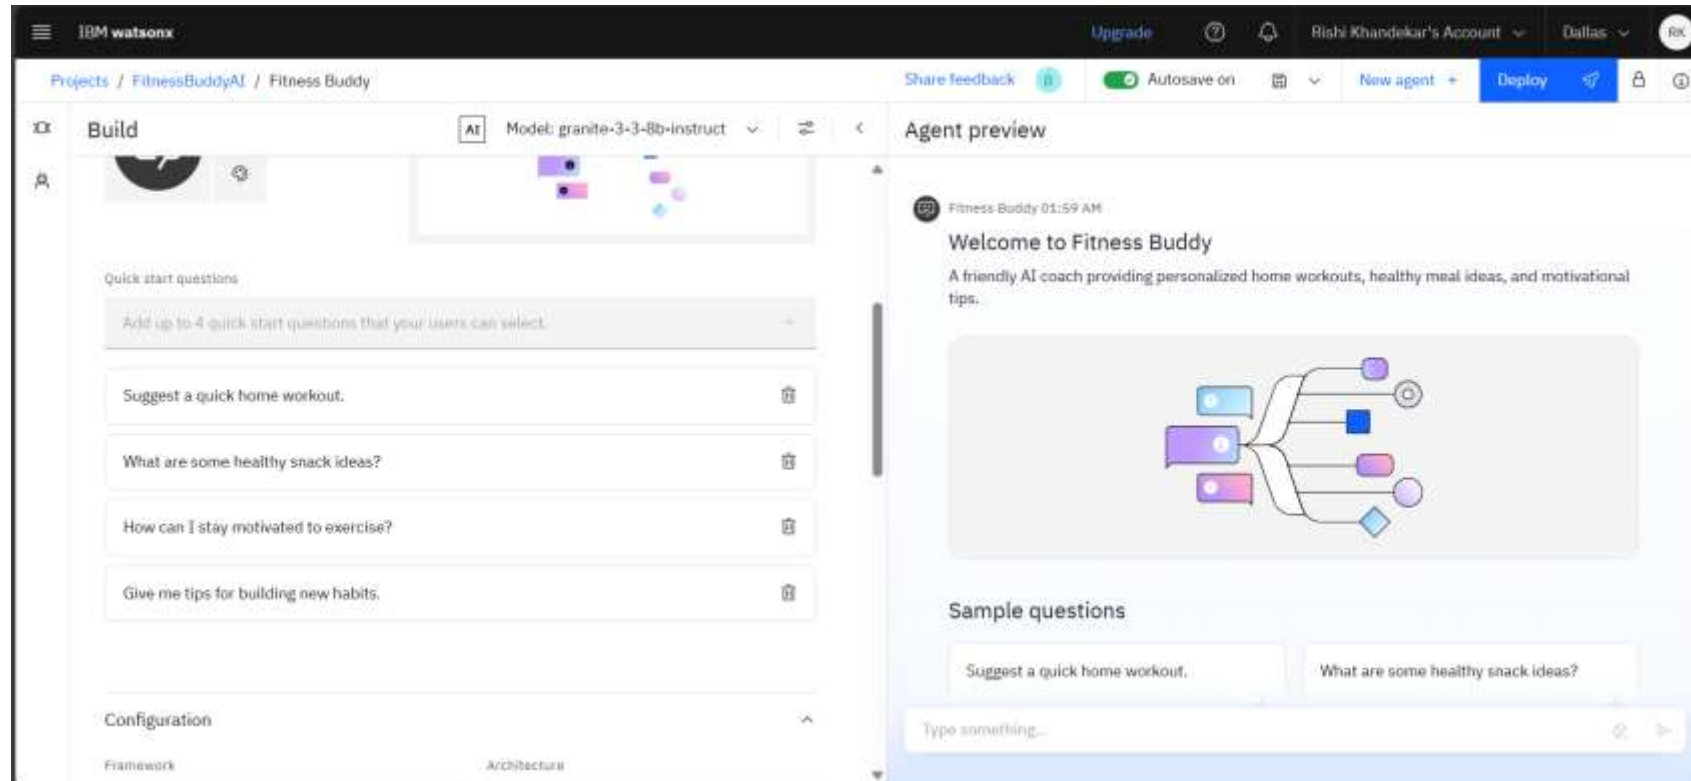 IBM watsonx
Upgrade
Rishi Khandekar's Account
Dallas
RK
Projects / FitnessBuddyAI / Fitness Buddy
Share feedback
Autosave on
New agent +
Deploy
Build
AI
Model: granite-3-3-8b-instruct
Agent preview
Quick start questions
Add up to 4 quick start questions that your users can select.
Suggest a quick home workout.
What are some healthy snack ideas?
How can I stay motivated to exercise?
Give me tips for building new habits.
Configuration
Framework
Architecture
Fitness Buddy 01:59 AM
Welcome to Fitness Buddy
A friendly AI coach providing personalized home workouts, healthy meal ideas, and motivational
tips.
Sample questions
Suggest a quick home workout.
What are some healthy snack ideas?
Type something...